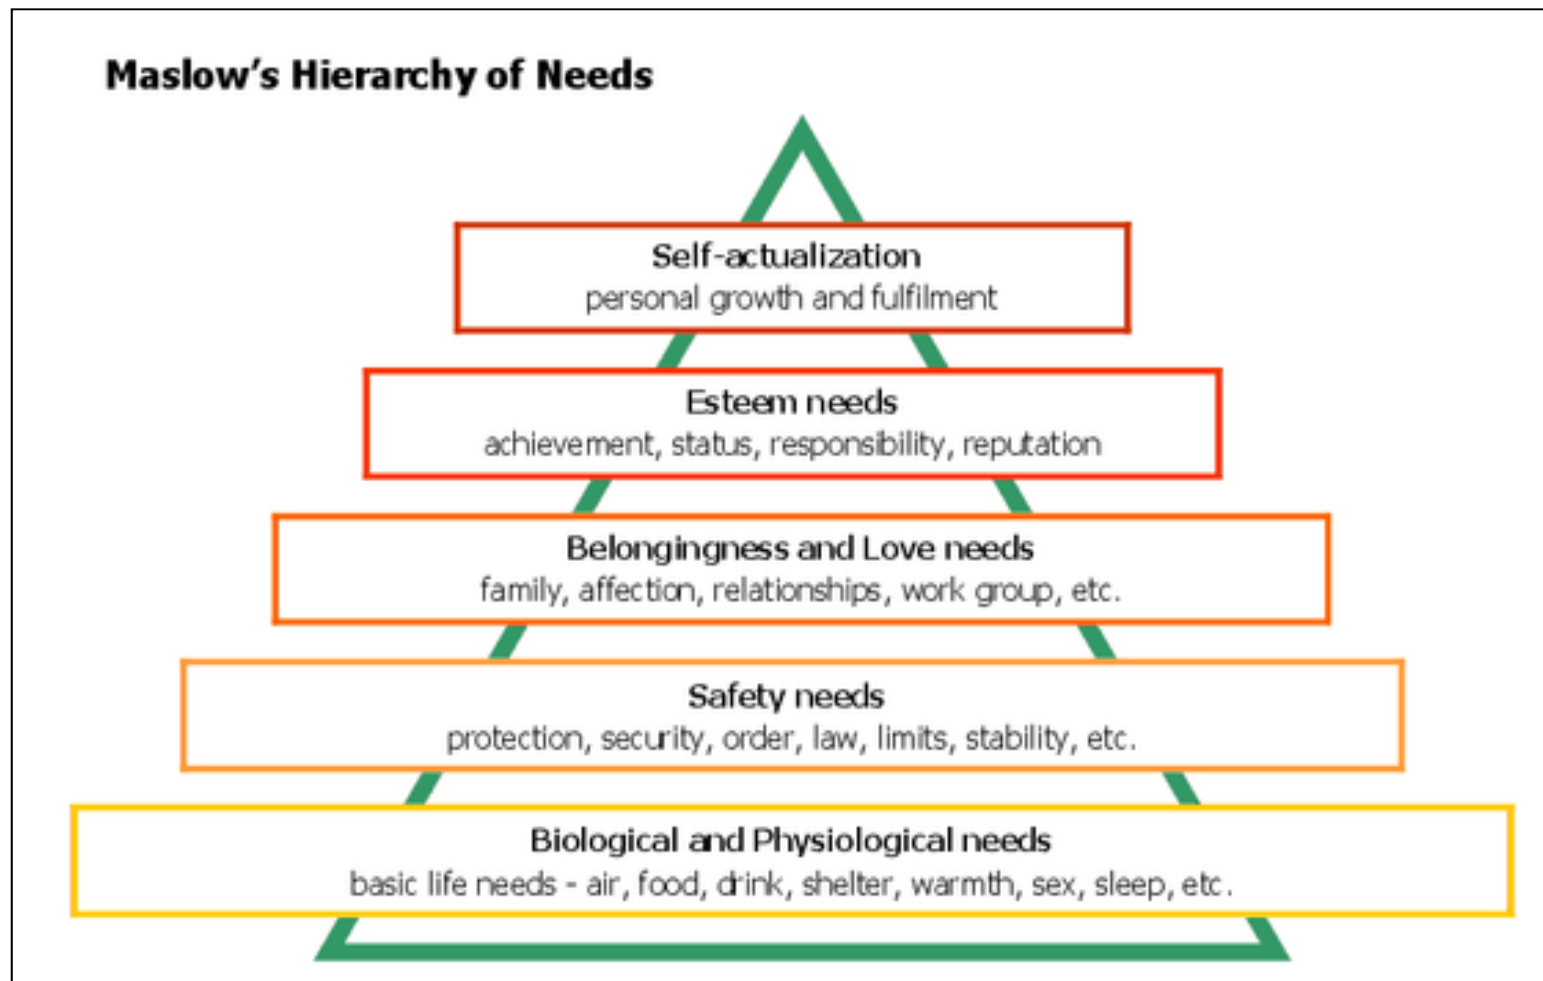 Maslow’s Hierarchy of Needs
Self-actualization
personal growth and fulfilment
Esteem needs
achievement, status, responsibility, reputation
Belongingness and Love needs
family, affection, relationships, work group, etc.
Safety needs
protection, security, order, law, limits, stability, etc.
Biological and Physiological needs
basic life needs - air, food, drink, shelter, warmth, sex, sleep, etc.